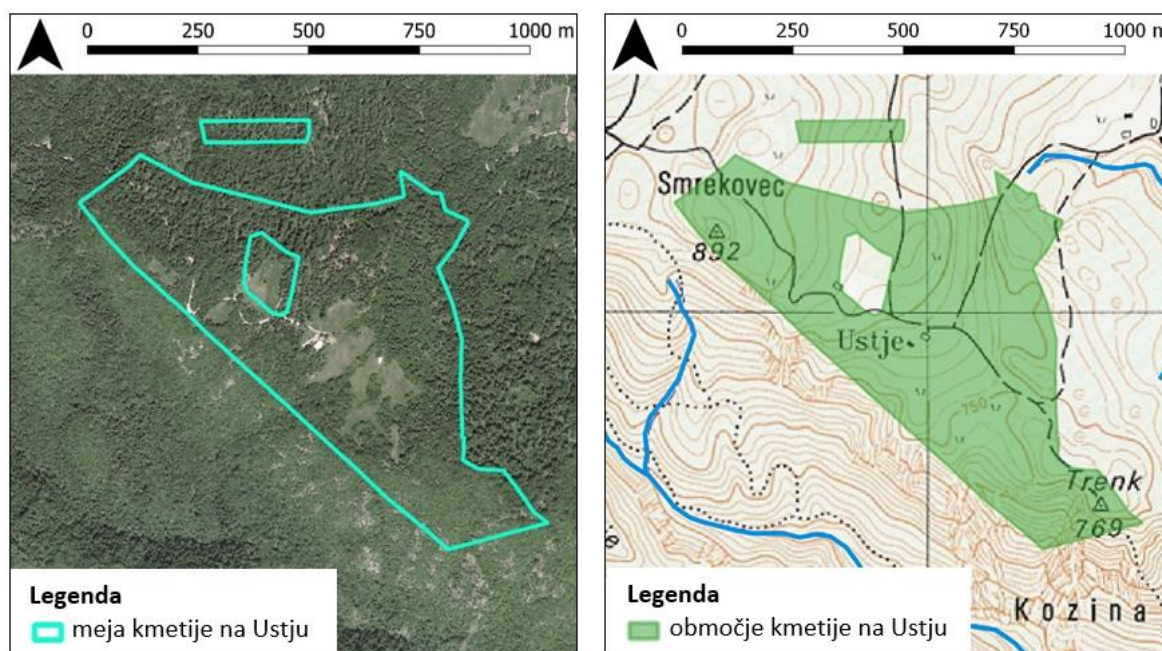 0 250 500 750 1000 m
Legenda
meja kmetije na Ustju
0 250 500 750 1000 m
Smrekovec
892
Ustje
750
Trenk
769
Kozina
Legenda
območje kmetije na Ustju